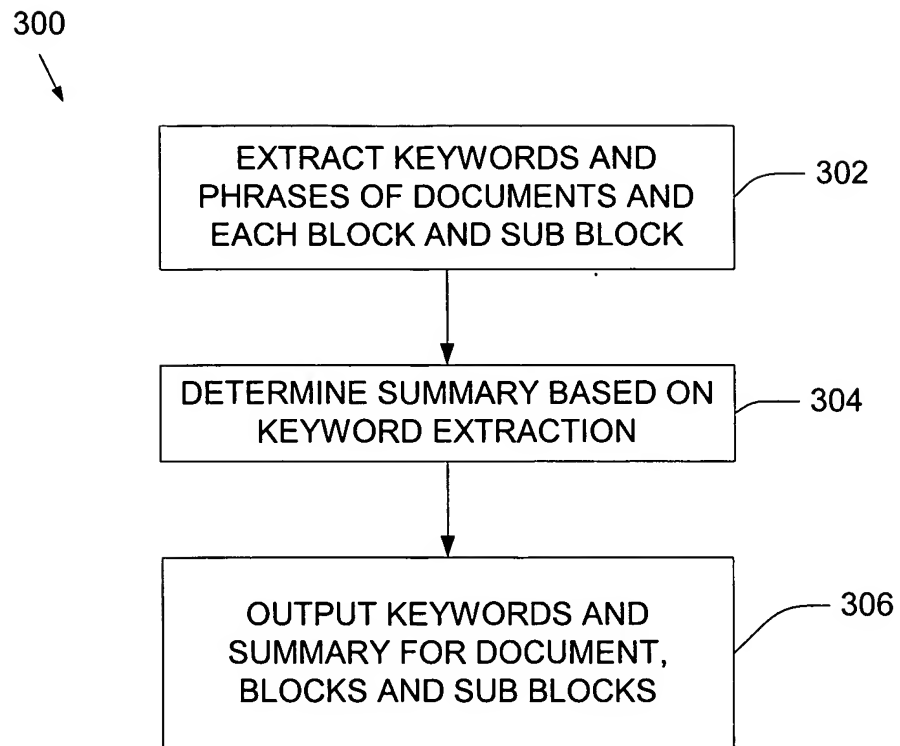 300
EXTRACT KEYWORDS AND
PHRASES OF DOCUMENTS AND
EACH BLOCK AND SUB BLOCK
302
DETERMINE SUMMARY BASED ON
KEYWORD EXTRACTION
304
OUTPUT KEYWORDS AND
SUMMARY FOR DOCUMENT,
BLOCKS AND SUB BLOCKS
306